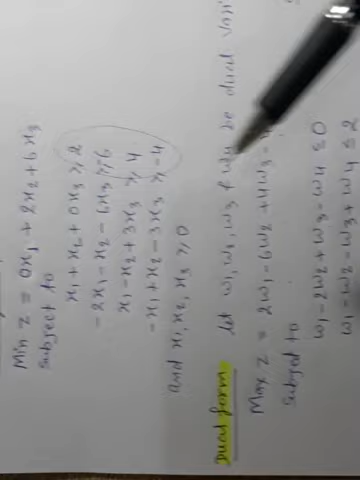 Min Z = 0x₁ + 2x₂ + 6x₃
Subject to
x₁ + x₂ + 0x₃ ≥ 2
-2x₁ - x₂ - 6x₃ ≥ -6
x₁ - x₂ + 3x₃ ≥ 4
-x₁ + x₂ - 3x₃ ≥ -4
and x₁, x₂, x₃ ≥ 0
Dual form Let w₁, w₂, w₃ & w₄ be dual
Max Z = 2w₁ - 6w₂ + 4w₃ -
Subject to
w₁ - 2w₂ + w₃ - w₄ ≤ 0
w₁ - w₂ - w₃ + w₄ ≤ 2